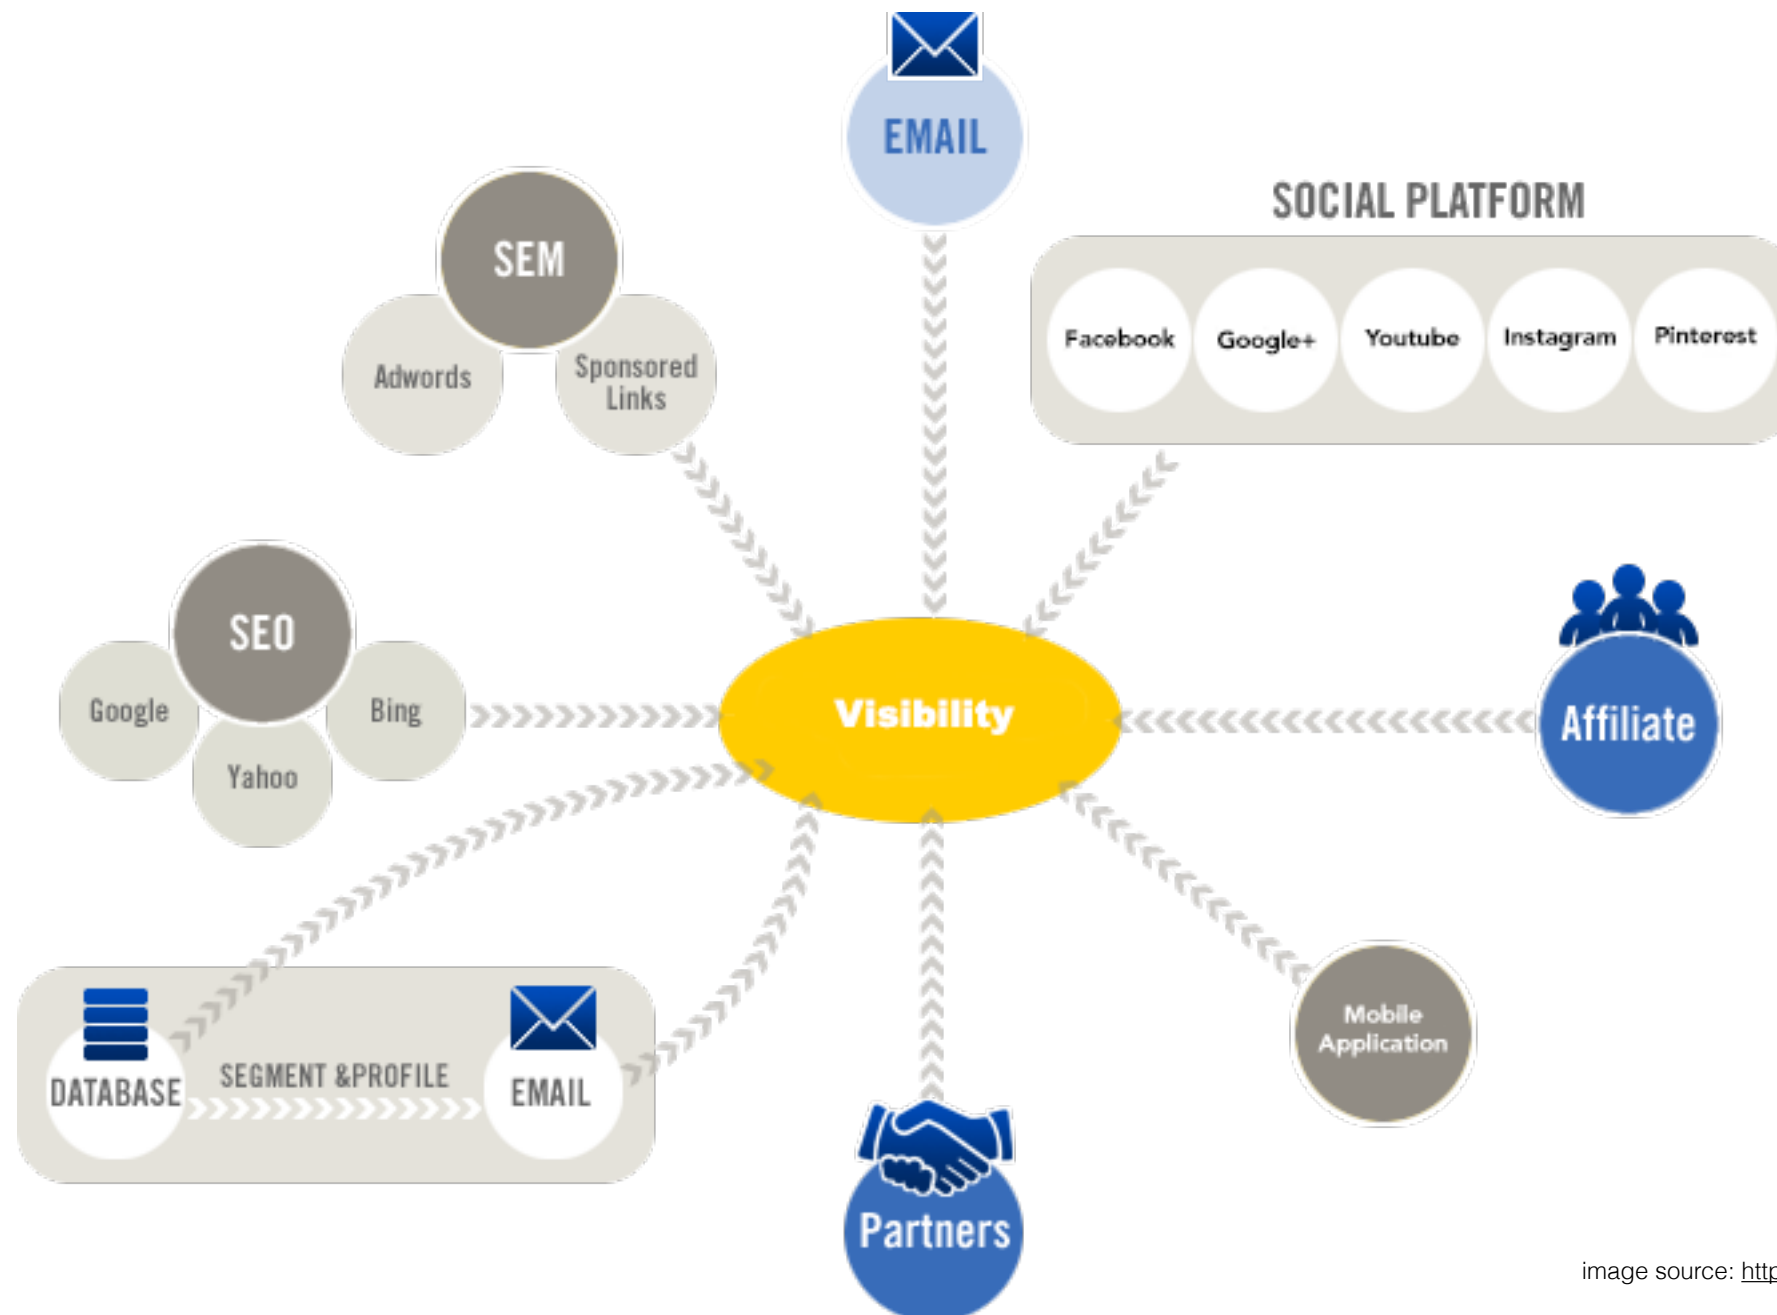 EMAIL
SOCIAL PLATFORM
SEM
Adwords
Sponsored
Links
Facebook
Google+
Youtube
Instagram
Pinterest
SEO
Google
Yahoo
Bing
Visibility
Affiliate
DATABASE
SEGMENT &PROFILE
EMAIL
Mobile
Application
Partners
image source: http